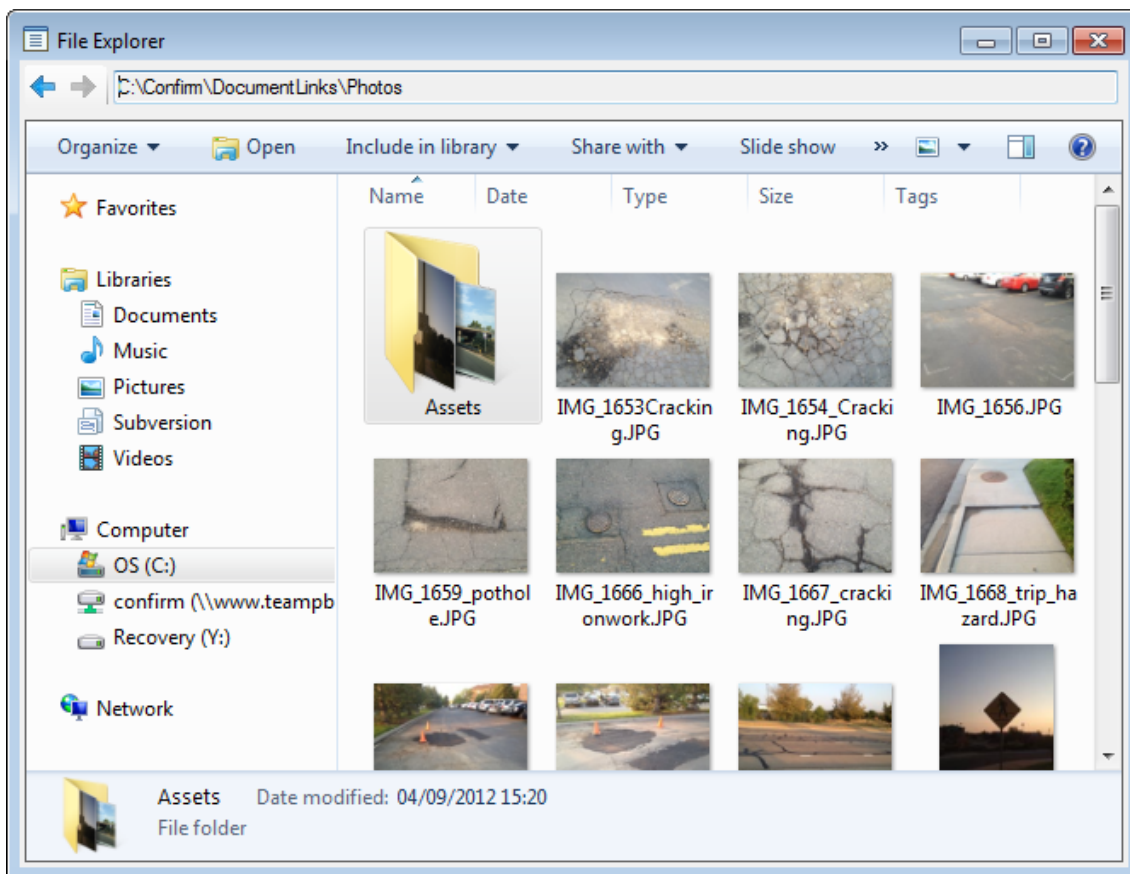 File Explorer
C:\Confirm\DocumentLinks\Photos
Organize Open Include in library Share with Slide show »
Name Date Type Size Tags
Favorites
Libraries
Documents
Music
Pictures
Subversion
Videos
Computer
OS (C:)
confirm (\\www.teampb
Recovery (Y:)
Network
Assets
IMG_1653Crackin
g.JPG
IMG_1654_Cracki
ng.JPG
IMG_1656.JPG
IMG_1659_pothol
e.JPG
IMG_1666_high_ir
onwork.JPG
IMG_1667_cracki
ng.JPG
IMG_1668_trip_ha
zard.JPG
Assets Date modified: 04/09/2012 15:20
File folder